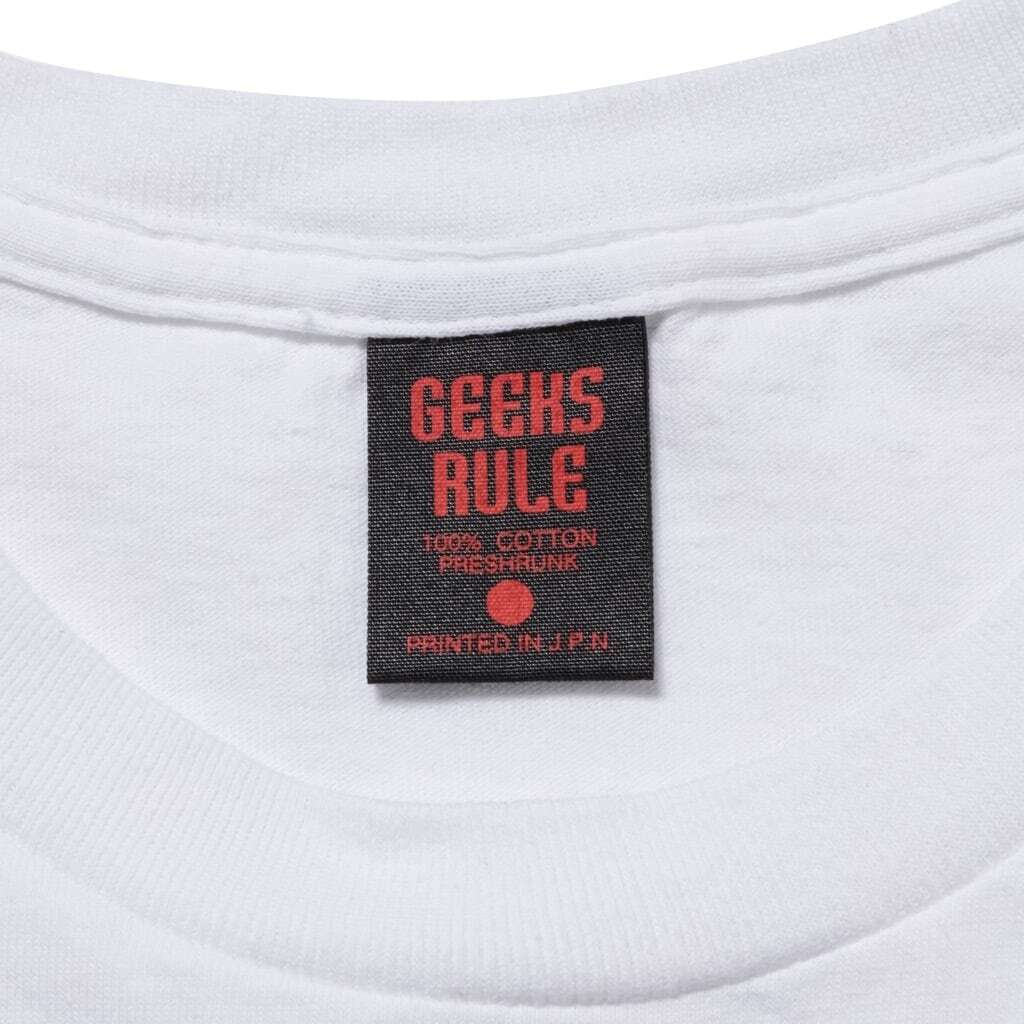 GEEKS
RULE
100% COTTON
PRESHRUNK
PRINTED IN J.P.N.